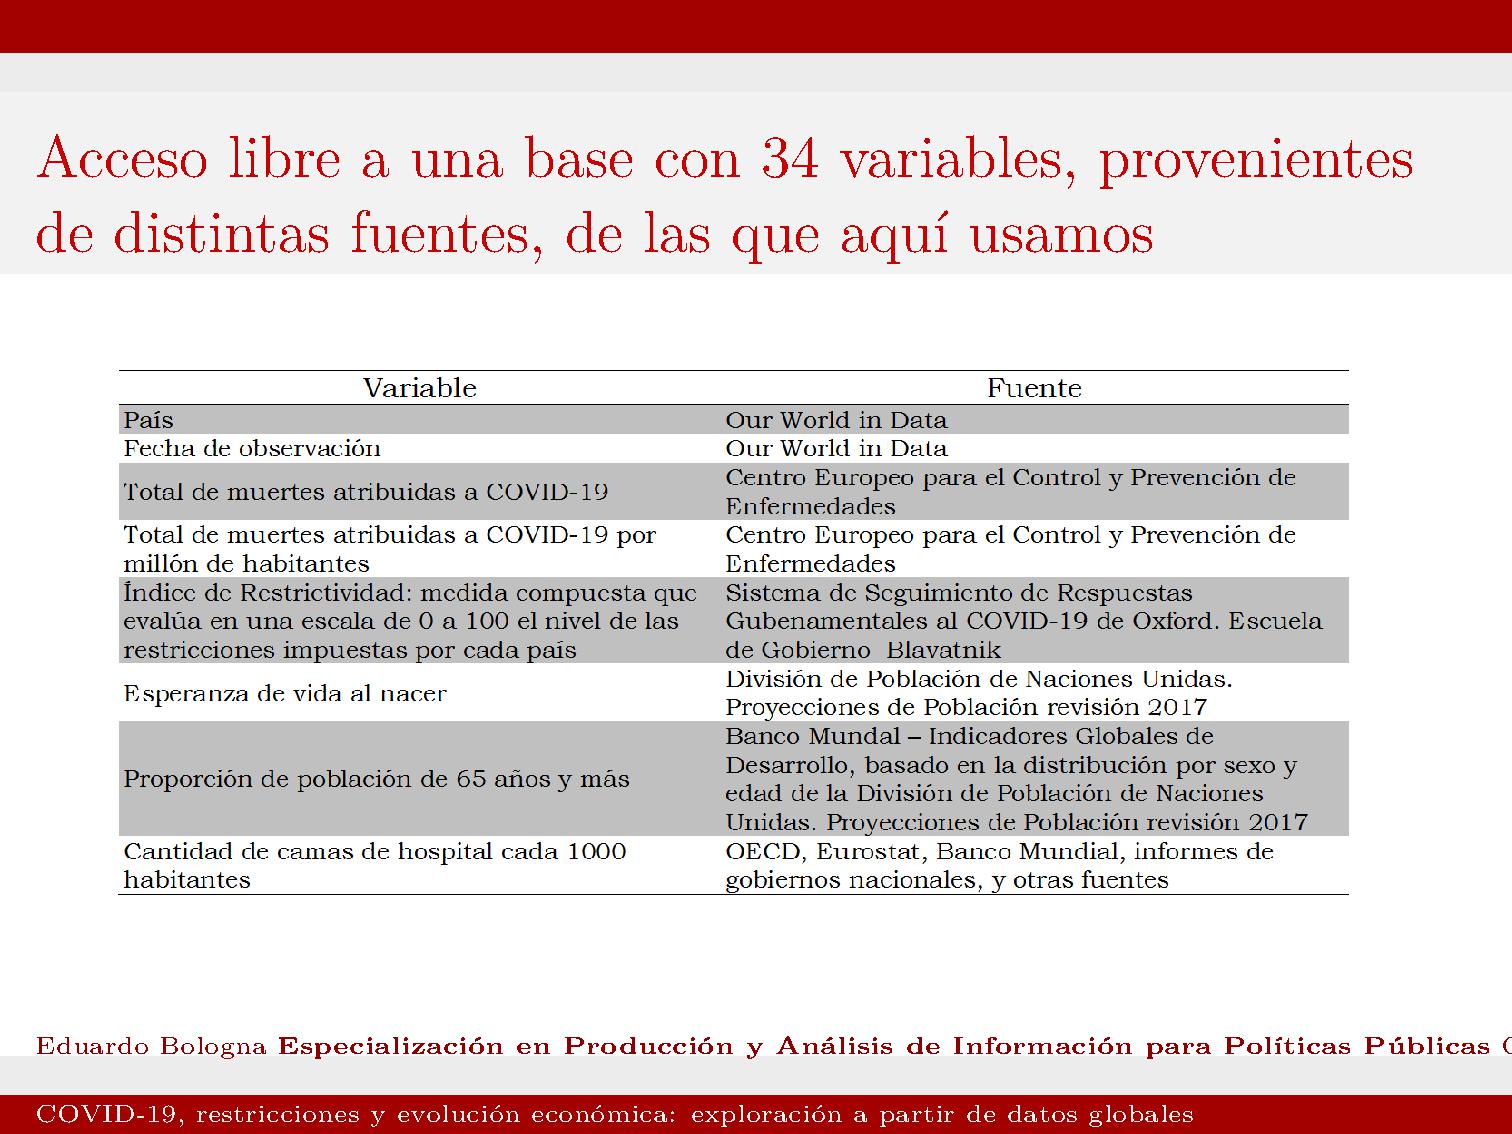 Acceso libre a una base con 34 variables, provenientes
de distintas fuentes, de las que aquí usamos
Variable Fuente
País Our World in Data
Fecha de observación Our World in Data
Total de muertes atribuidas a COVID-19
Centro Europeo para el Control y Prevención de
Enfermedades
Total de muertes atribuidas a COVID-19 por
millón de habitantes
Centro Europeo para el Control y Prevención de
Enfermedades
Índice de Restrictividad: medida compuesta que
evalúa en una escala de 0 a 100 el nivel de las
restricciones impuestas por cada país
Sistema de Seguimiento de Respuestas
Gubenamentales al COVID-19 de Oxford. Escuela
de Gobierno Blavatnik
Esperanza de vida al nacer
División de Población de Naciones Unidas.
Proyecciones de Población revisión 2017
Proporción de población de 65 años y más
Banco Mundal – Indicadores Globales de
Desarrollo, basado en la distribución por sexo y
edad de la División de Población de Naciones
Unidas. Proyecciones de Población revisión 2017
Cantidad de camas de hospital cada 1000
habitantes
OECD, Eurostat, Banco Mundial, informes de
gobiernos nacionales, y otras fuentes
Eduardo Bologna Especialización en Producción y Análisis de Información para Políticas Públicas
COVID-19, restricciones y evolución económica: exploración a partir de datos globales